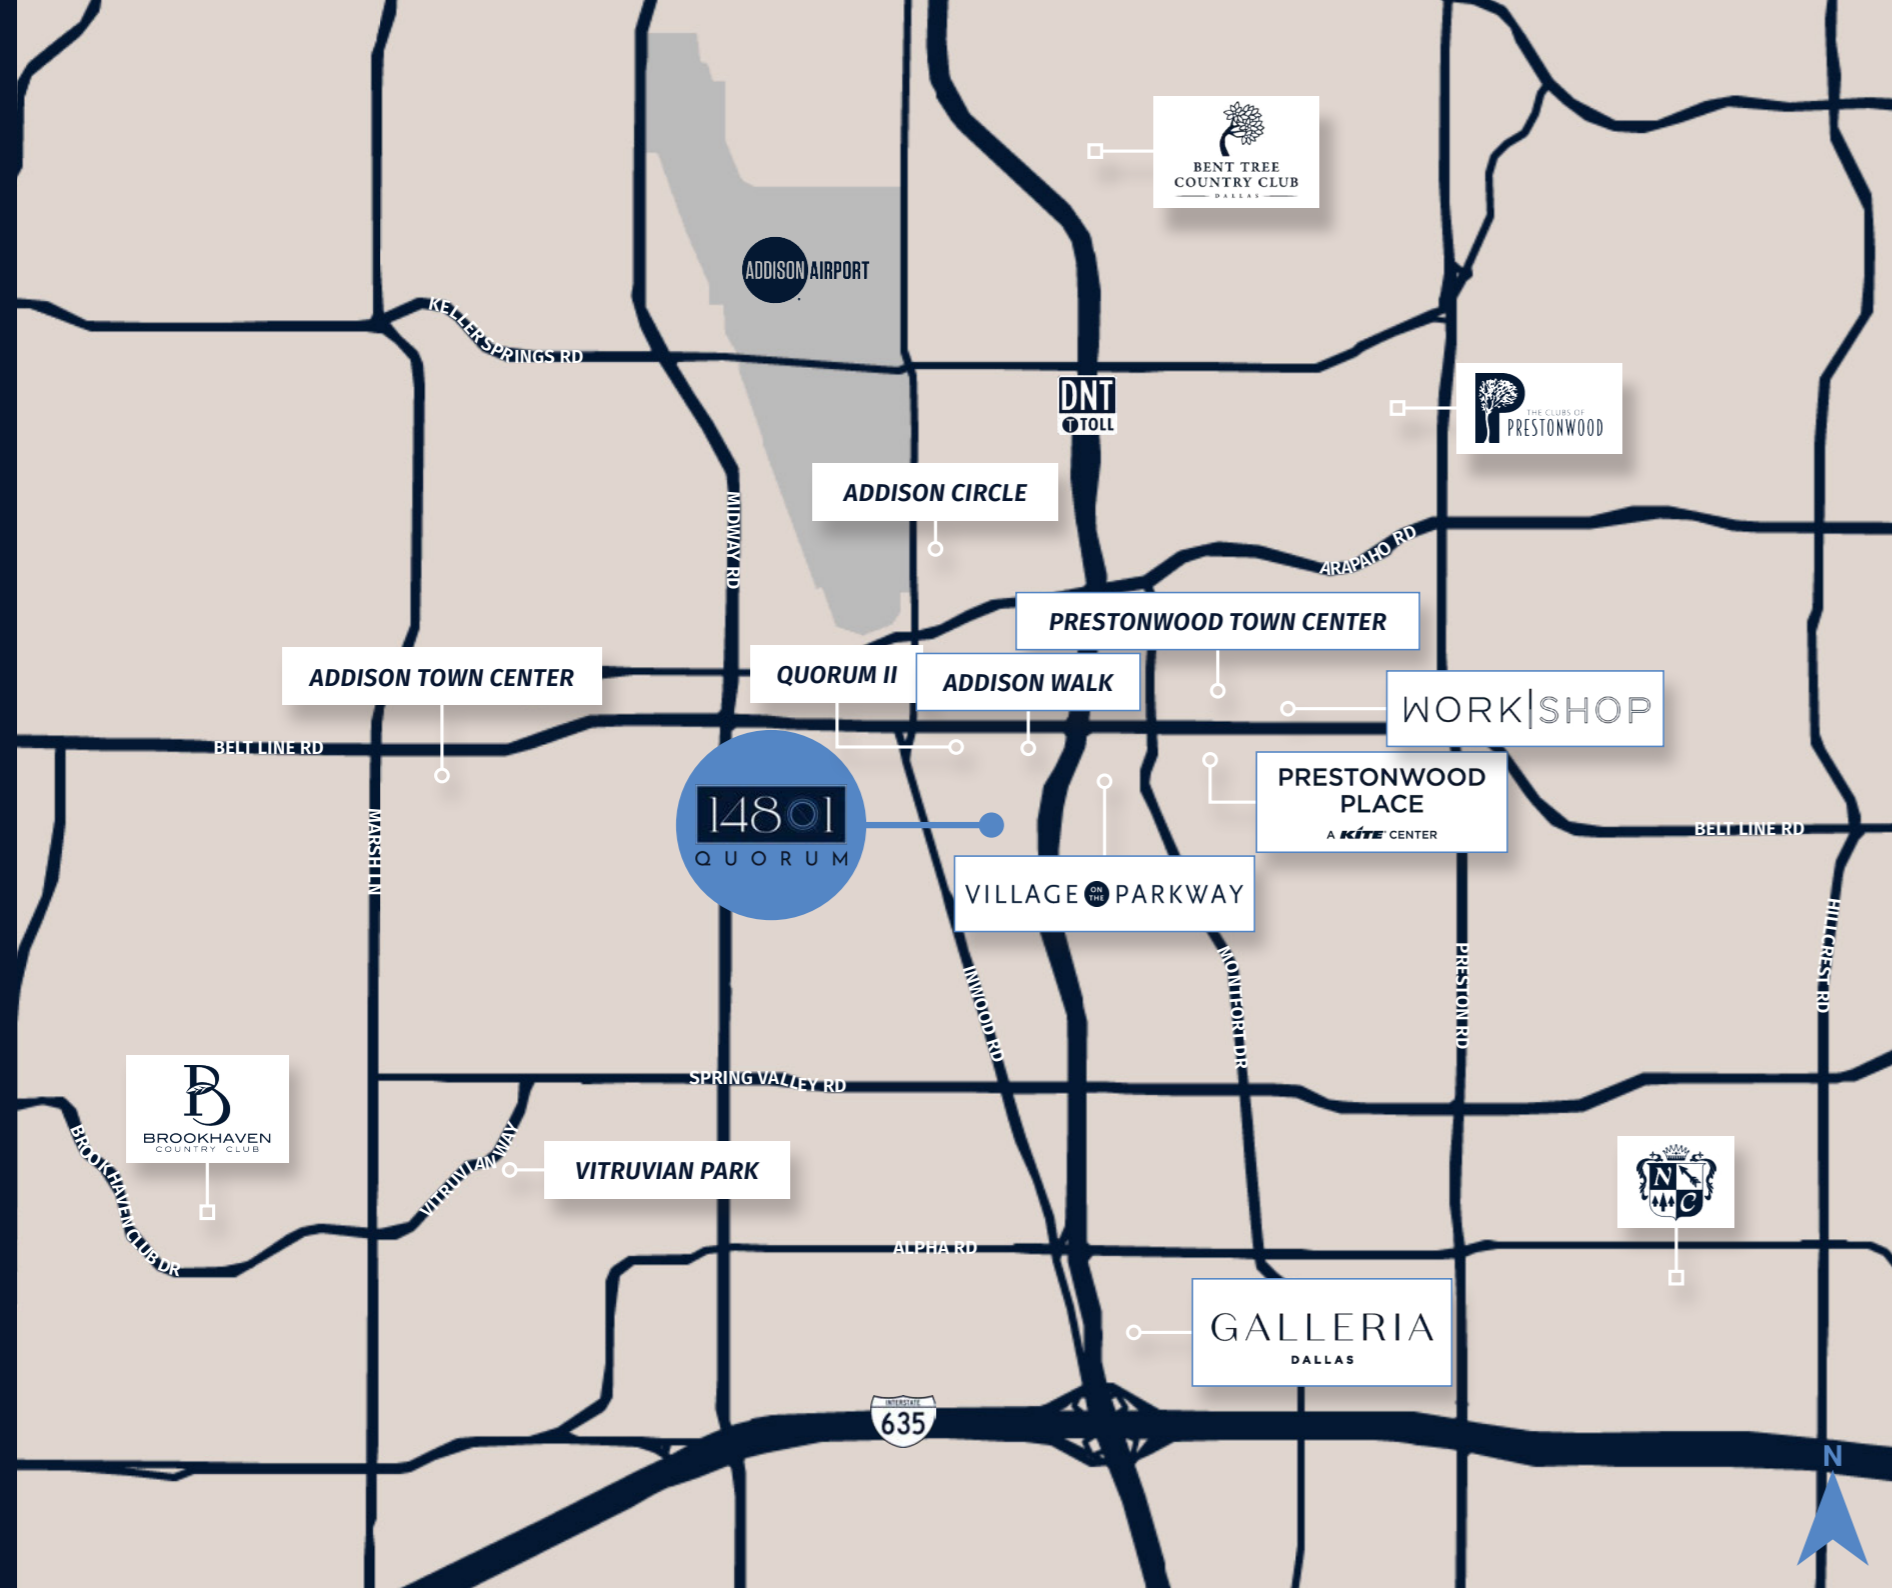 BENT TREE
COUNTRY CLUB
DALLAS
ADDISON AIRPORT
KELLER SPRINGS RD
DNT
TOLL
THE CLUBS OF
PRESTONWOOD
ADDISON CIRCLE
MIDWAY RD
ARAPAHO RD
PRESTONWOOD TOWN CENTER
ADDISON TOWN CENTER
QUORUM II
ADDISON WALK
WORK|SHOP
BELT LINE RD
PRESTONWOOD
PLACE
A KITE CENTER
14801
QUORUM
BELT LINE RD
MARSH LN
VILLAGE ON THE PARKWAY
HILLCREST RD
INWOOD RD
MONTFORT DR
PRESTON RD
SPRING VALLEY RD
BROOKHAVEN
COUNTRY CLUB
BROOKHAVEN CLUB DR
VITRUVIAN WAY
VITRUVIAN PARK
N
C
ALPHA RD
GALLERIA
DALLAS
INTERSTATE
635
N